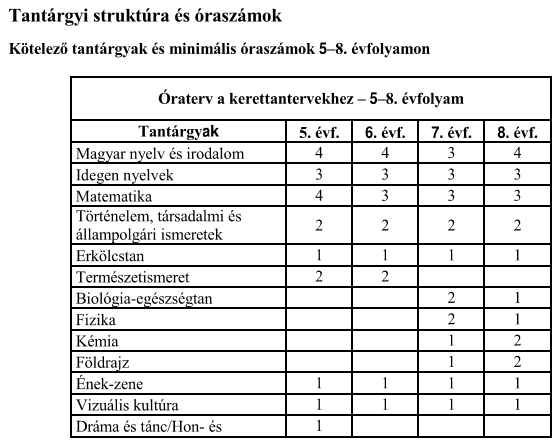 Tantárgyi struktúra és óraszámok
Kötelező tantárgyak és minimális óraszámok 5–8. évfolyamon
Óraterv a kerettantervekhez – 5–8. évfolyam
Tantárgyak 5. évf. 6. évf. 7. évf. 8. évf.
Magyar nyelv és irodalom 4 4 3 4
Idegen nyelvek 3 3 3 3
Matematika 4 3 3 3
Történelem, társadalmi és
állampolgári ismeretek 2 2 2 2
Erkölcstan 1 1 1 1
Természetismeret 2 2
Biológia-egészségtan 2 1
Fizika 2 1
Kémia 1 2
Földrajz 1 2
Ének-zene 1 1 1 1
Vizuális kultúra 1 1 1 1
Dráma és tánc/Hon- és 1